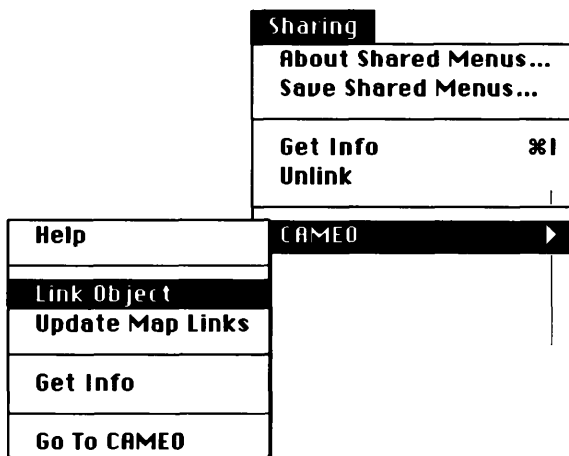 Sharing
About Shared Menus...
Save Shared Menus...
Get Info ⌘I
Unlink
CAMEO
Help
Link Object
Update Map Links
Get Info
Go To CAMEO